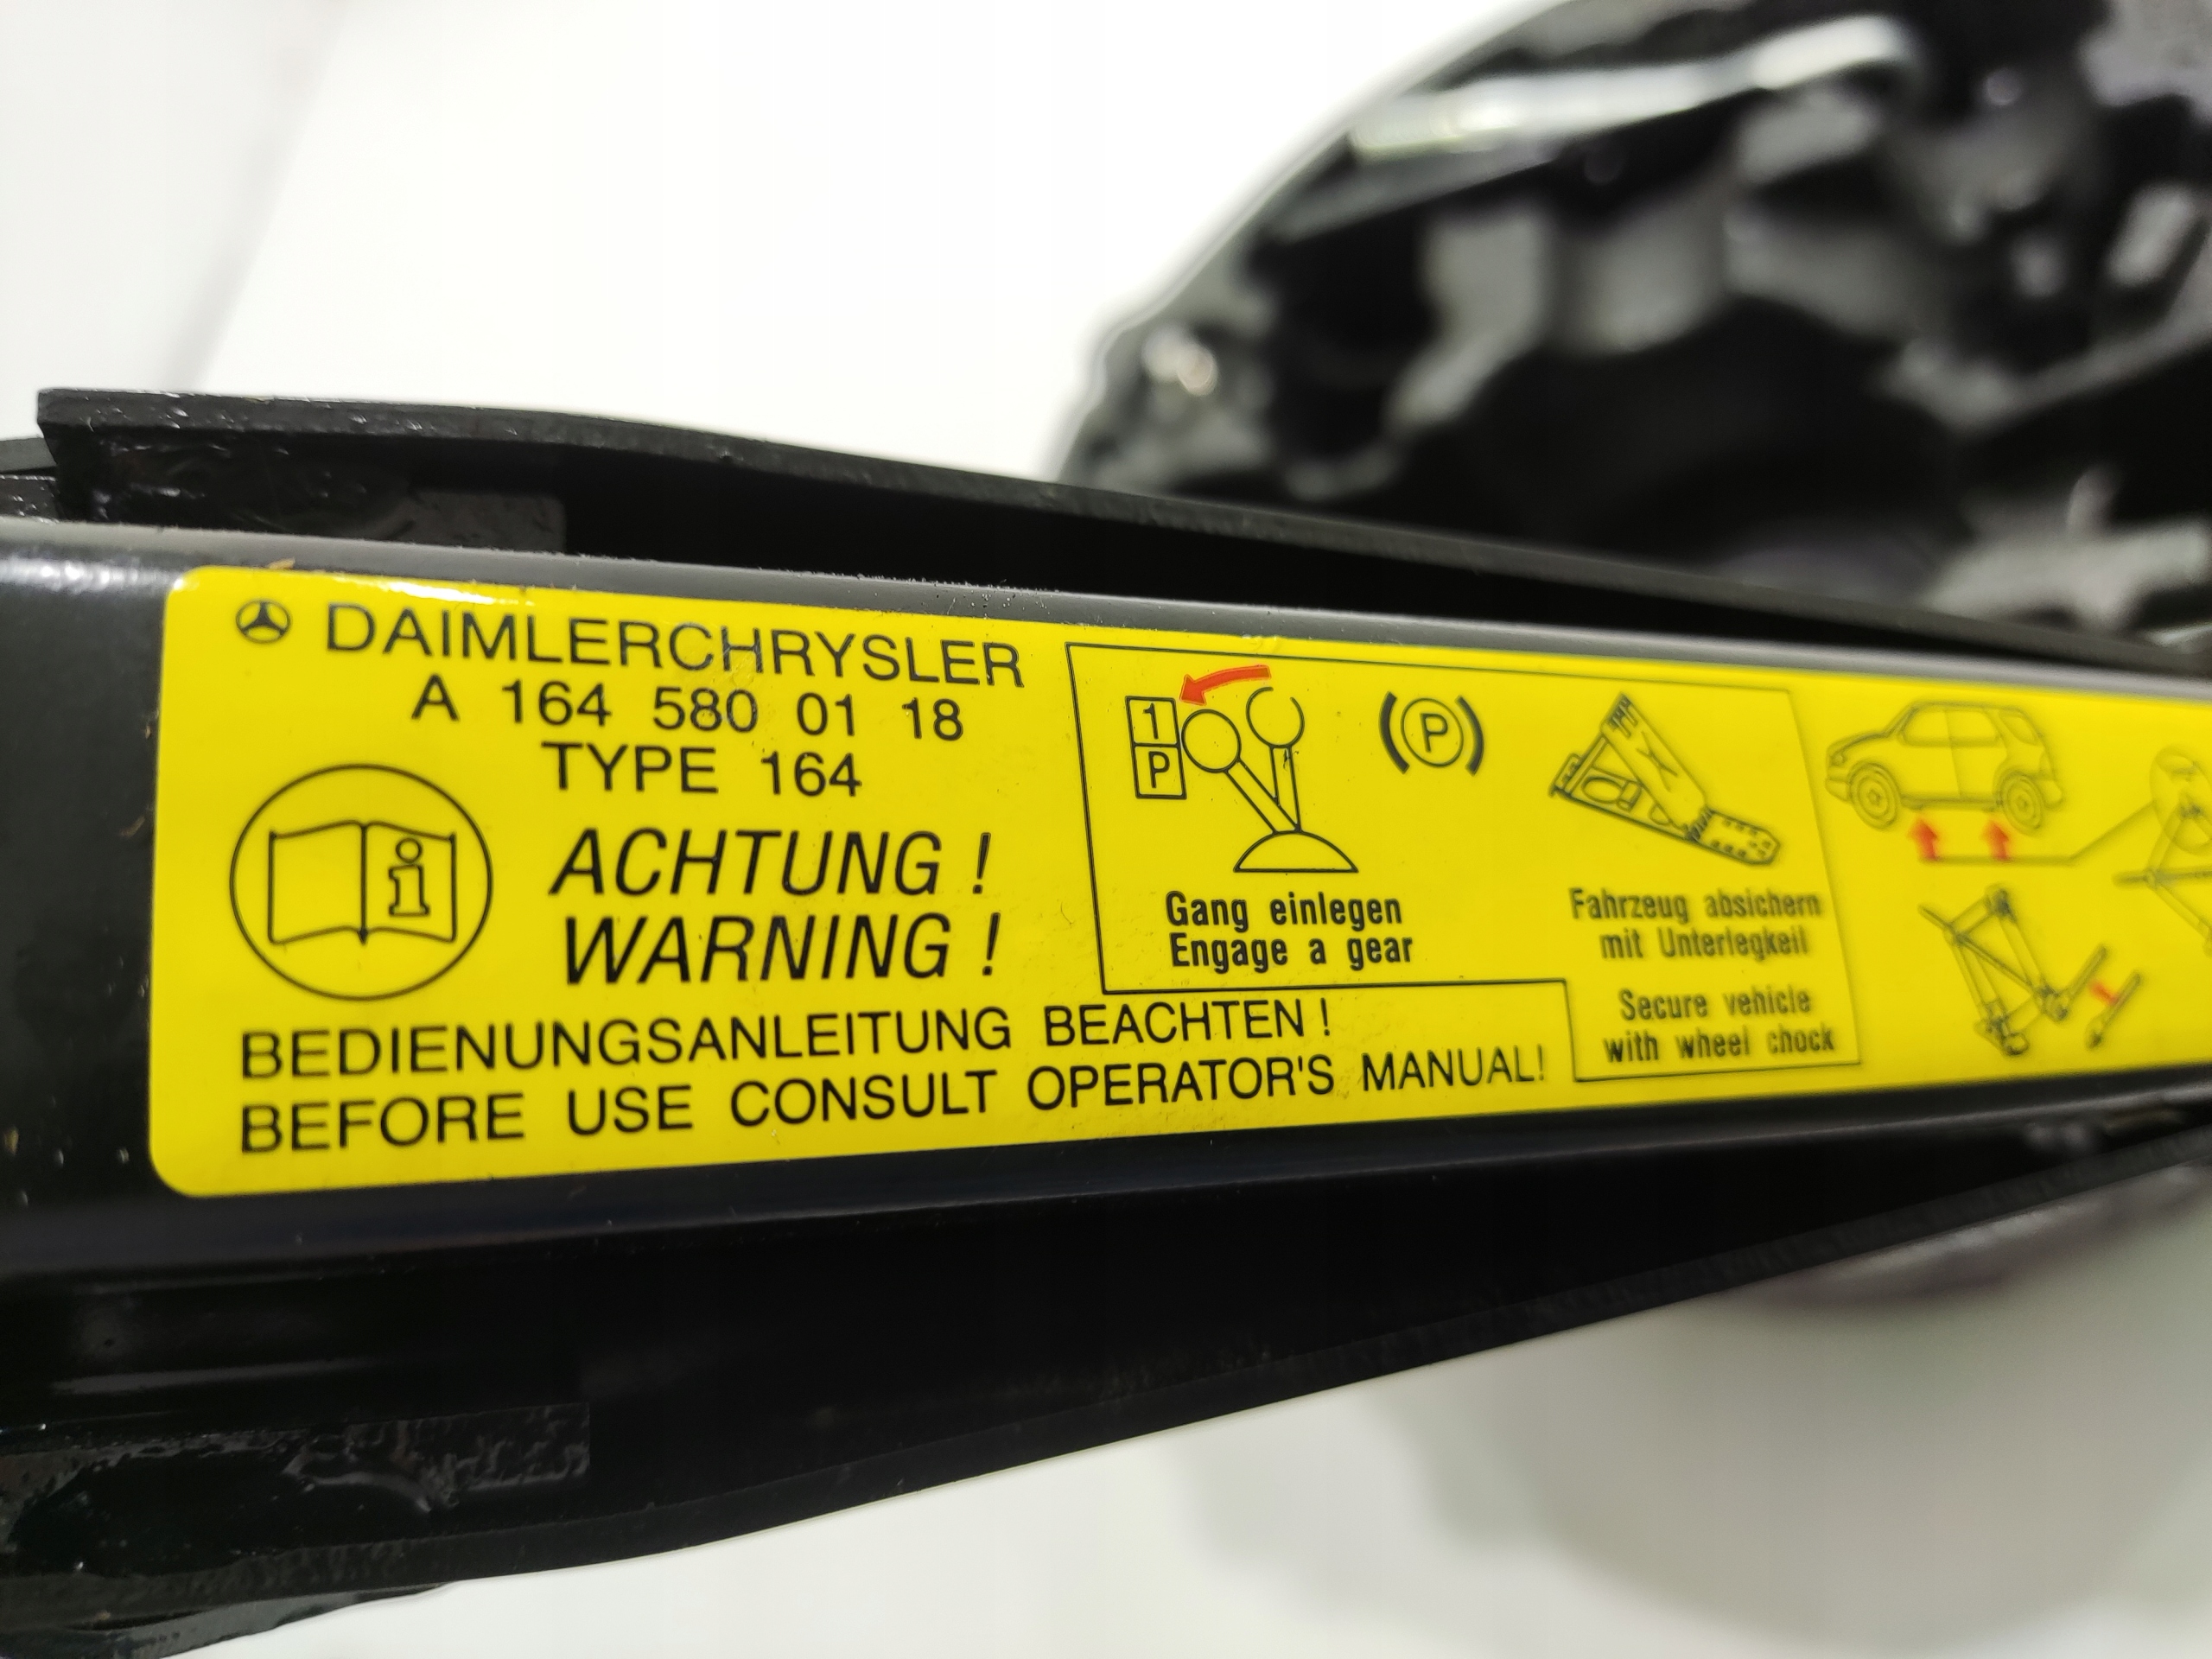 DAIMLERCHRYSLER
A 164 580 01 18
TYPE 164
ACHTUNG !
WARNING !
BEDIENUNGSANLEITUNG BEACHTEN !
BEFORE USE CONSULT OPERATOR'S MANUAL!
1
P
P
Gang einlegen
Engage a gear
Fahrzeug absichern
mit Unterlegkeil
Secure vehicle
with wheel chock